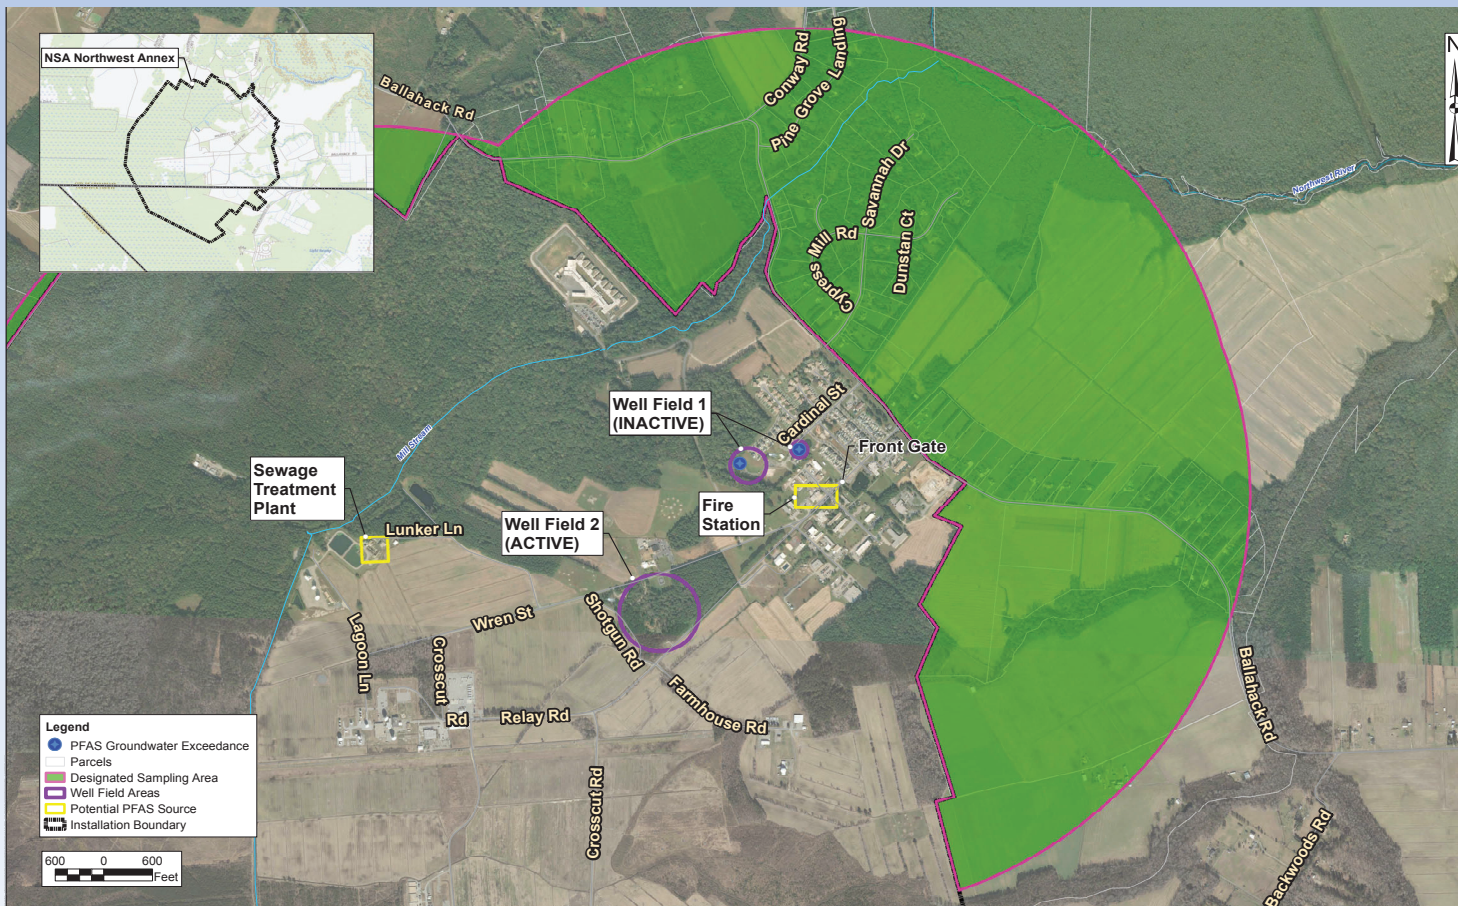 NSA Northwest Annex
Ballahack Rd
Conway Rd
Pine Grove Landing
N
Northwest River
Savannah Dr
Cypress Mill Rd
Dunstan Ct
Mill Stream
Well Field 1
(INACTIVE)
Cardinal St
Front Gate
Sewage
Treatment
Plant
Fire
Station
Lunker Ln
Well Field 2
(ACTIVE)
Wren St
Shotgun Rd
Lagoon Ln
Crosscut
Rd
Relay Rd
Farmhouse Rd
Ballahack Rd
Crosscut Rd
Backwoods Rd
Legend
PFAS Groundwater Exceedance
Parcels
Designated Sampling Area
Well Field Areas
Potential PFAS Source
Installation Boundary
600 0 600
Feet